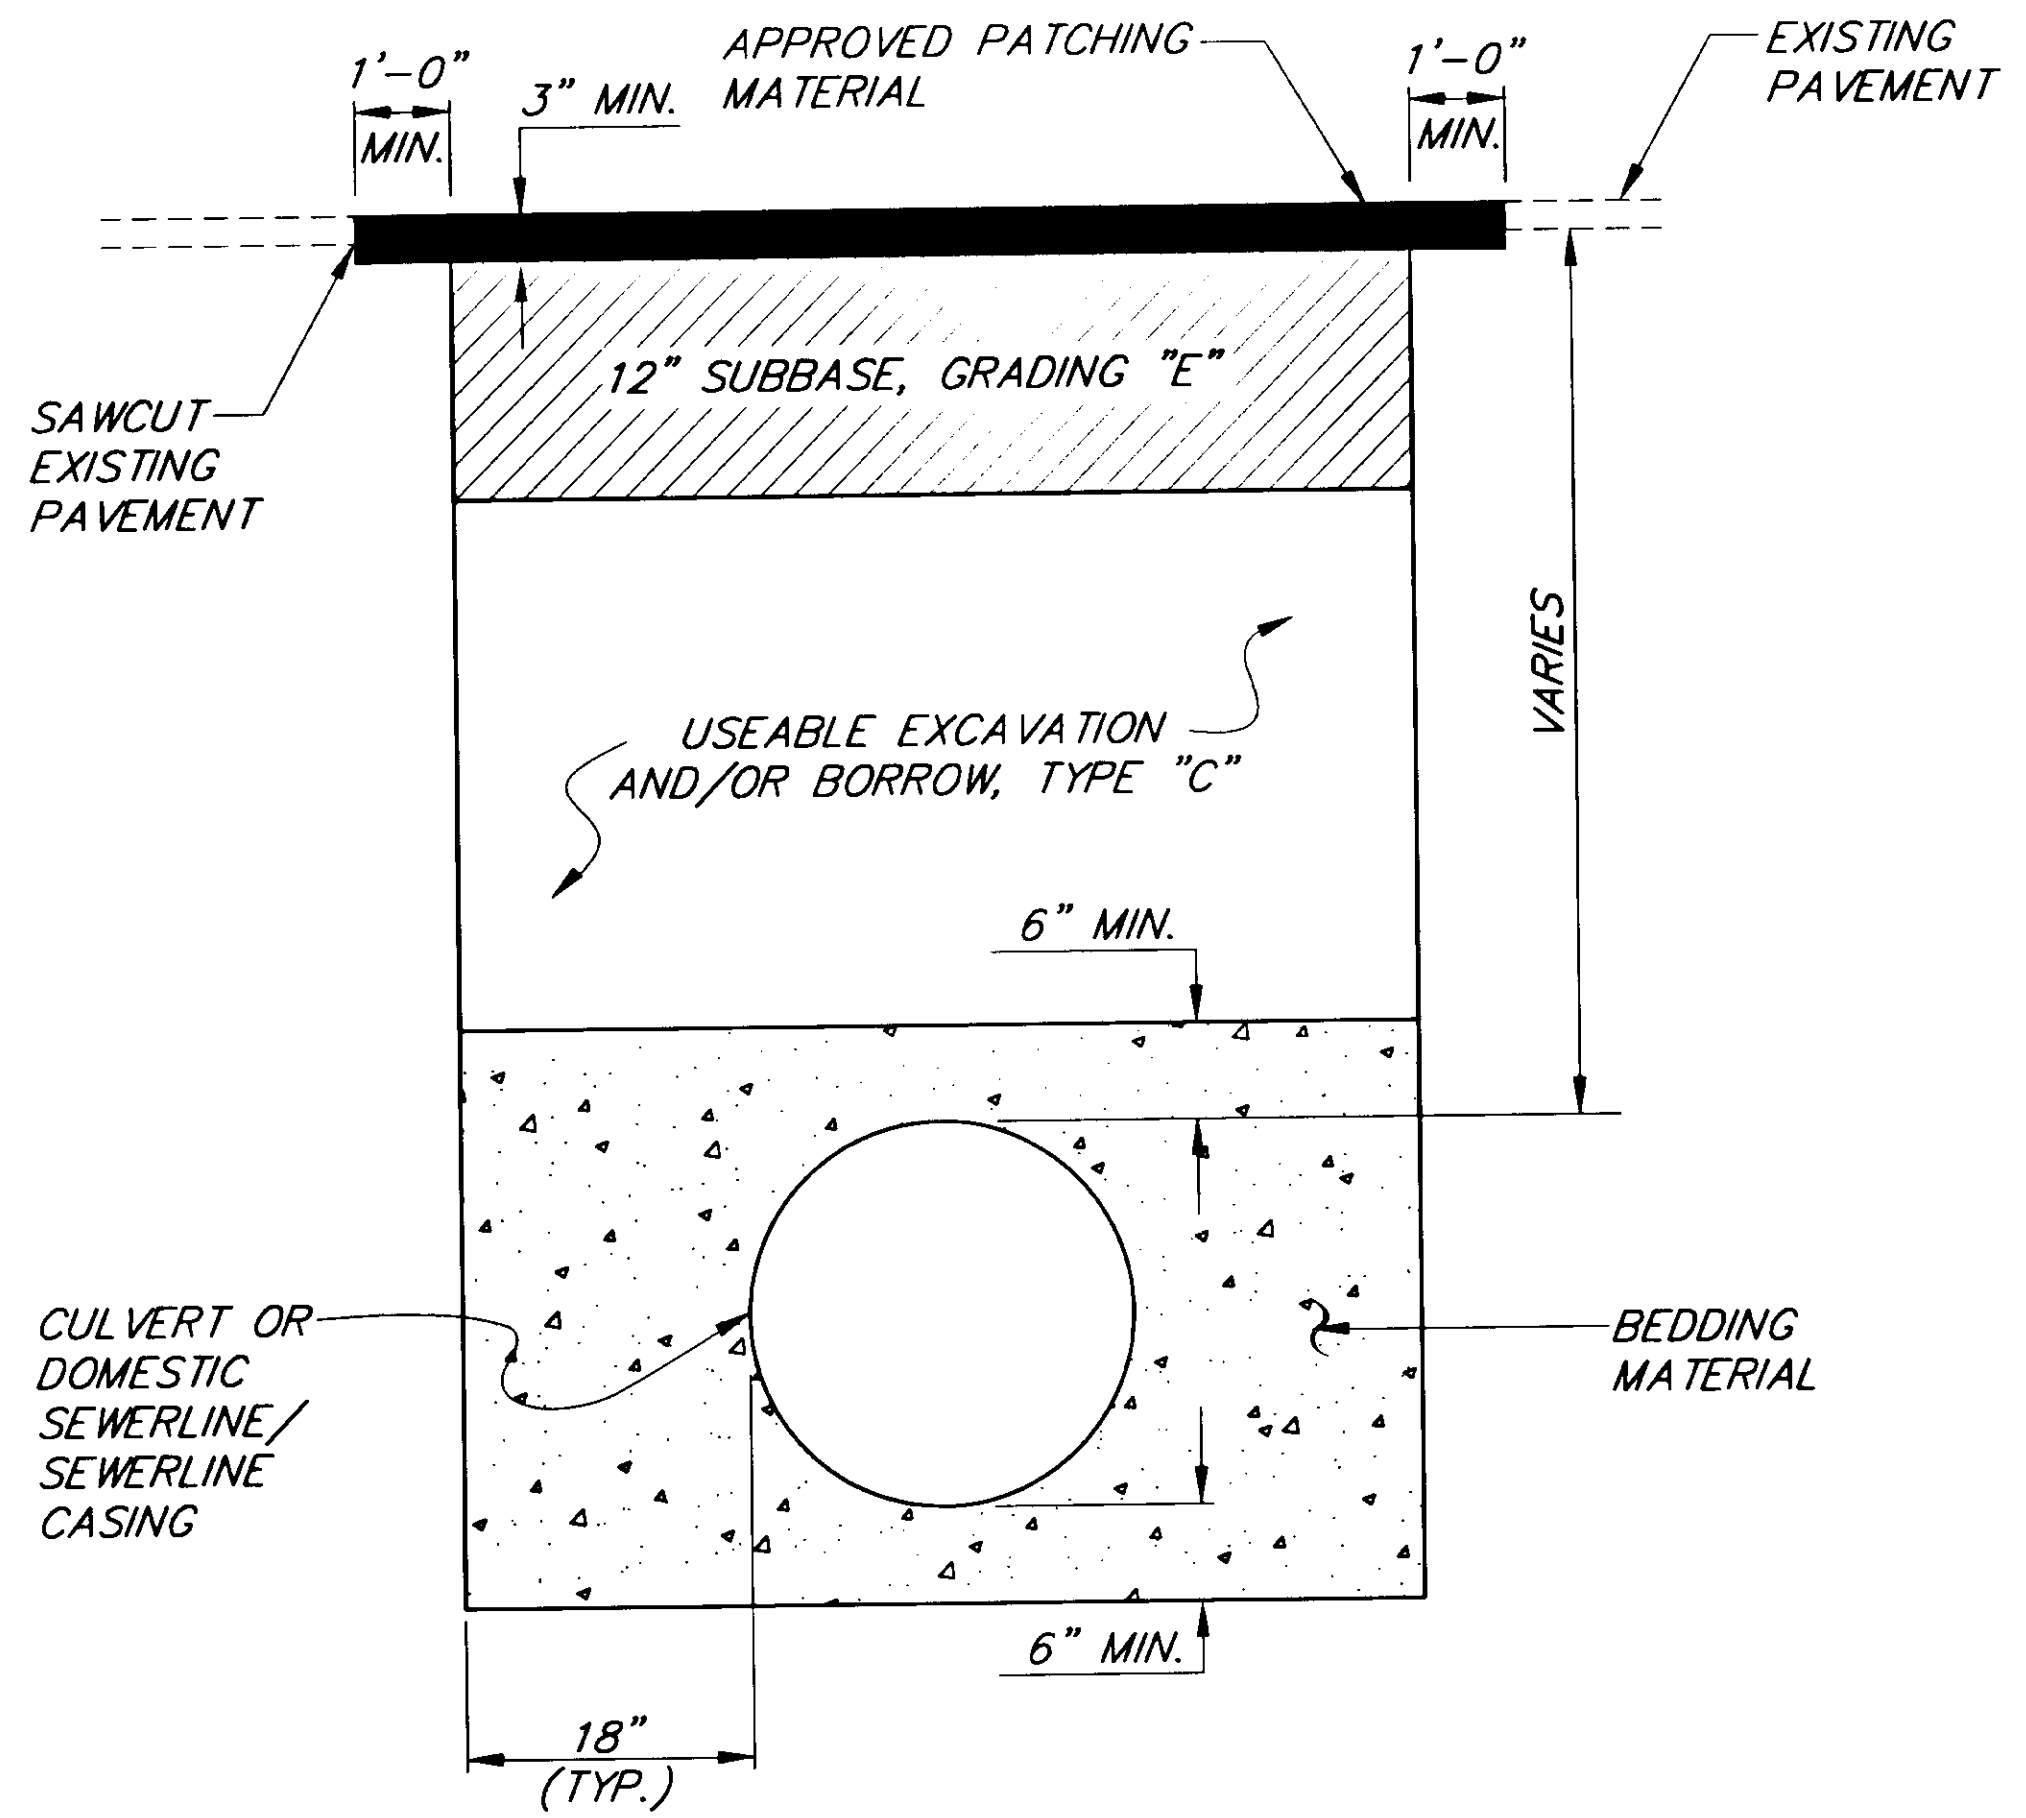 APPROVED PATCHING
MATERIAL
EXISTING
PAVEMENT
1'-0"
MIN.
3" MIN.
1'-0"
MIN.
12" SUBBASE, GRADING "E"
SAWCUT
EXISTING
PAVEMENT
VARIES
USEABLE EXCAVATION
AND/OR BORROW, TYPE "C"
6" MIN.
CULVERT OR
DOMESTIC
SEWERLINE/
SEWERLINE
CASING
BEDDING
MATERIAL
6" MIN.
18"
(TYP.)